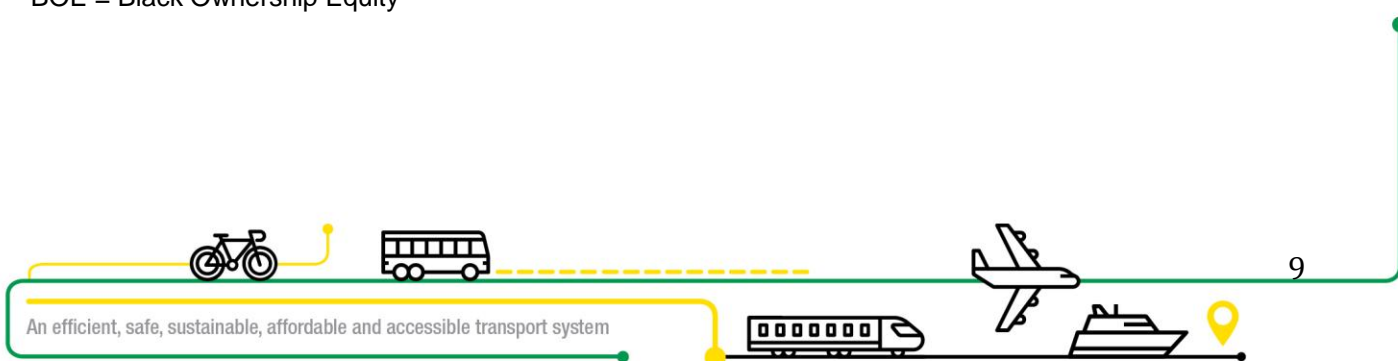 BOE = Black Ownership Equity
9
An efficient, safe, sustainable, affordable and accessible transport system